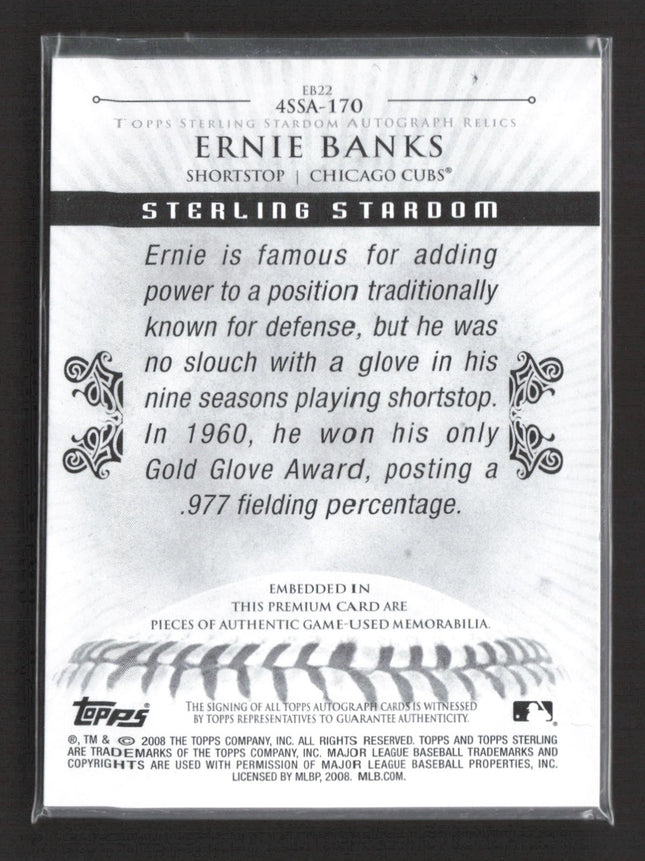 EB22
4SSA-170
TOPPS STERLING STARDOM AUTOGRAPH RELICS
ERNIE BANKS
SHORTSTOP | CHICAGO CUBS®
STERLING STARDOM
Ernie is famous for adding
power to a position traditionally
known for defense, but he was
no slouch with a glove in his
nine seasons playing shortstop.
In 1960, he won his only
Gold Glove Award, posting a
.977 fielding percentage.
EMBEDDED IN
THIS PREMIUM CARD ARE
PIECES OF AUTHENTIC GAME-USED MEMORABILIA.
Topps®
THE SIGNING OF ALL TOPPS AUTOGRAPH CARDS IS WITNESSED
BY TOPPS REPRESENTATIVES TO GUARANTEE AUTHENTICITY.
®, TM & © 2008 THE TOPPS COMPANY, INC. ALL RIGHTS RESERVED. TOPPS AND TOPPS STERLING
ARE TRADEMARKS OF THE TOPPS COMPANY, INC. MAJOR LEAGUE BASEBALL TRADEMARKS AND
COPYRIGHTS ARE USED WITH PERMISSION OF MAJOR LEAGUE BASEBALL PROPERTIES, INC.
LICENSED BY MLBP, 2008. MLB.COM.